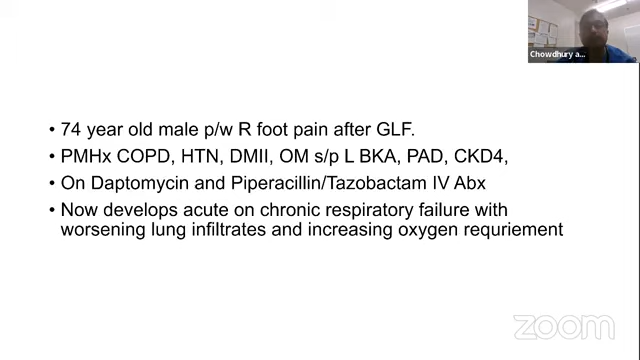 Chowdhury a...
• 74 year old male p/w R foot pain after GLF.
• PMHx COPD, HTN, DMII, OM s/p L BKA, PAD, CKD4,
• On Daptomycin and Piperacillin/Tazobactam IV Abx
• Now develops acute on chronic respiratory failure with
worsening lung infiltrates and increasing oxygen requriement
zoom